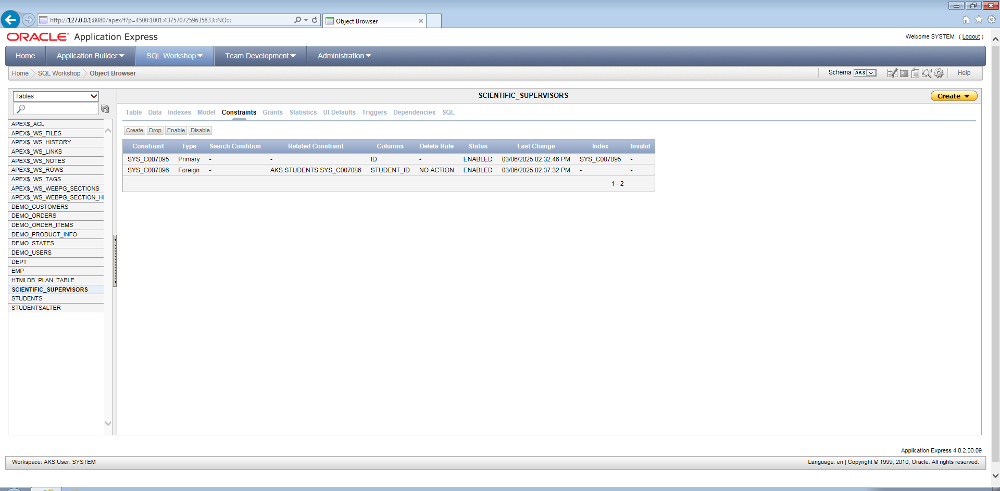 http://127.0.0.1:8080/apex/f?p=4500:1001:4375707259635833::NO:::
Object Browser
ORACLE® Application Express
Welcome SYSTEM ( Logout )
Home Application Builder SQL Workshop Team Development Administration
Home SQL Workshop Object Browser
Schema AKS Help
Tables
SCIENTIFIC_SUPERVISORS
Create
Table Data Indexes Model Constraints Grants Statistics UI Defaults Triggers Dependencies SQL
Create Drop Enable Disable
Constraint Type Search Condition Related Constraint Columns Delete Rule Status Last Change Index Invalid
SYS_C007095 Primary - - ID - ENABLED 03/06/2025 02:32:46 PM SYS_C007095 -
SYS_C007096 Foreign - AKS.STUDENTS.SYS_C007086 STUDENT_ID NO ACTION ENABLED 03/06/2025 02:37:32 PM - -
1 - 2
APEX$_ACL
APEX$_WS_FILES
APEX$_WS_HISTORY
APEX$_WS_LINKS
APEX$_WS_NOTES
APEX$_WS_ROWS
APEX$_WS_TAGS
APEX$_WS_WEBPG_SECTIONS
APEX$_WS_WEBPG_SECTION_HI
DEMO_CUSTOMERS
DEMO_ORDERS
DEMO_ORDER_ITEMS
DEMO_PRODUCT_INFO
DEMO_STATES
DEMO_USERS
DEPT
EMP
HTMLDB_PLAN_TABLE
SCIENTIFIC_SUPERVISORS
STUDENTS
STUDENTSALTER
Application Express 4.0.2.00.09
Workspace: AKS User: SYSTEM
Language: en | Copyright © 1999, 2010, Oracle. All rights reserved.